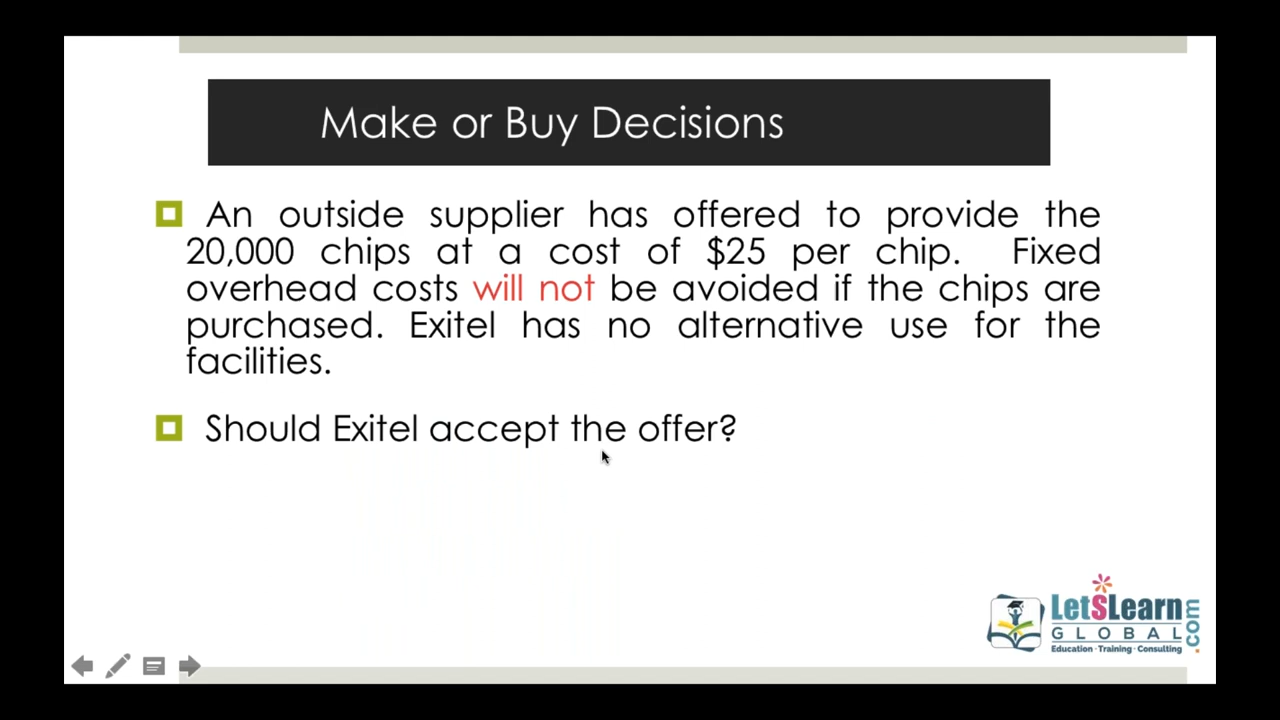 Make or Buy Decisions
An outside supplier has offered to provide the
20,000 chips at a cost of $25 per chip. Fixed
overhead costs will not be avoided if the chips are
purchased. Exitel has no alternative use for the
facilities.
Should Exitel accept the offer?
LetSLearn
GLOBAL
.com
Education · Training · Consulting